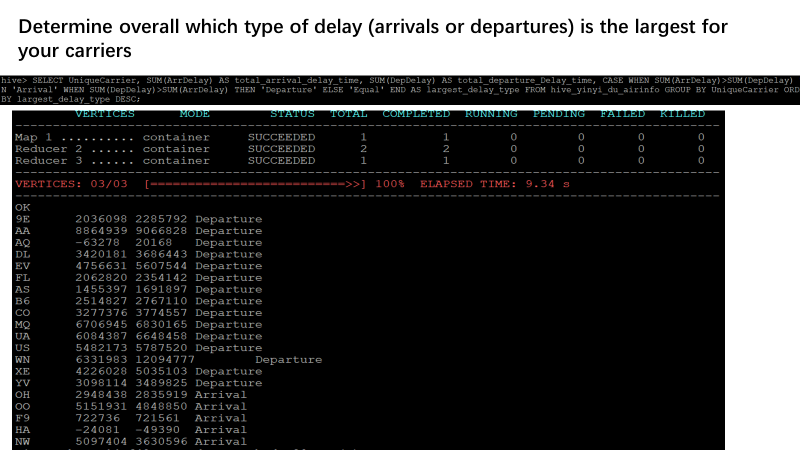 Determine overall which type of delay (arrivals or departures) is the largest for
your carriers
hive> SELECT UniqueCarrier, SUM(ArrDelay) AS total_arrival_delay_time, SUM(DepDelay) AS total_departure_Delay_time, CASE WHEN SUM(ArrDelay)>SUM(DepDelay)
N 'Arrival' WHEN SUM(DepDelay)>SUM(ArrDelay) THEN 'Departure' ELSE 'Equal' END AS largest_delay_type FROM hive_yinyi_du_airinfo GROUP BY UniqueCarrier ORD
BY largest_delay_type DESC;
VERTICES MODE STATUS TOTAL COMPLETED RUNNING PENDING FAILED KILLED
Map 1 .......... container SUCCEEDED 1 1 0 0 0 0
Reducer 2 ...... container SUCCEEDED 2 2 0 0 0 0
Reducer 3 ...... container SUCCEEDED 1 1 0 0 0 0
VERTICES: 03/03 [==========================>>] 100% ELAPSED TIME: 9.34 s
OK
9E 2036098 2285792 Departure
AA 8864939 9066828 Departure
AQ -63278 20168 Departure
DL 3420181 3686443 Departure
EV 4756631 5607544 Departure
FL 2062820 2354142 Departure
AS 1455397 1691897 Departure
B6 2514827 2767110 Departure
CO 3277376 3774557 Departure
MQ 6706945 6830165 Departure
UA 6084387 6648458 Departure
US 5482173 5787520 Departure
WN 6331983 12094777 Departure
XE 4226028 5035103 Departure
YV 3098114 3489825 Departure
OH 2948438 2835919 Arrival
OO 5151931 4848850 Arrival
F9 722736 721561 Arrival
HA -24081 -49390 Arrival
NW 5097404 3630596 Arrival